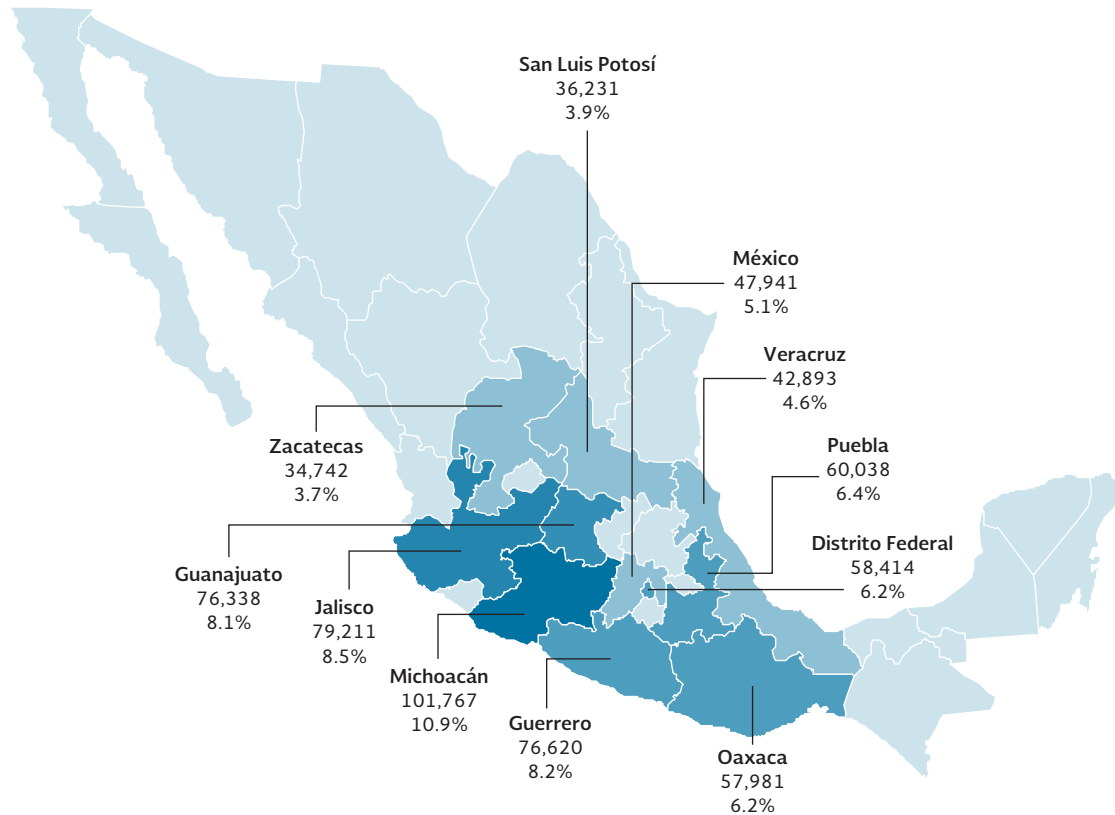 San Luis Potosí
36,231
3.9%
México
47,941
5.1%
Veracruz
42,893
4.6%
Zacatecas
34,742
3.7%
Puebla
60,038
6.4%
Distrito Federal
58,414
6.2%
Guanajuato
76,338
8.1%
Jalisco
79,211
8.5%
Michoacán
101,767
10.9%
Guerrero
76,620
8.2%
Oaxaca
57,981
6.2%